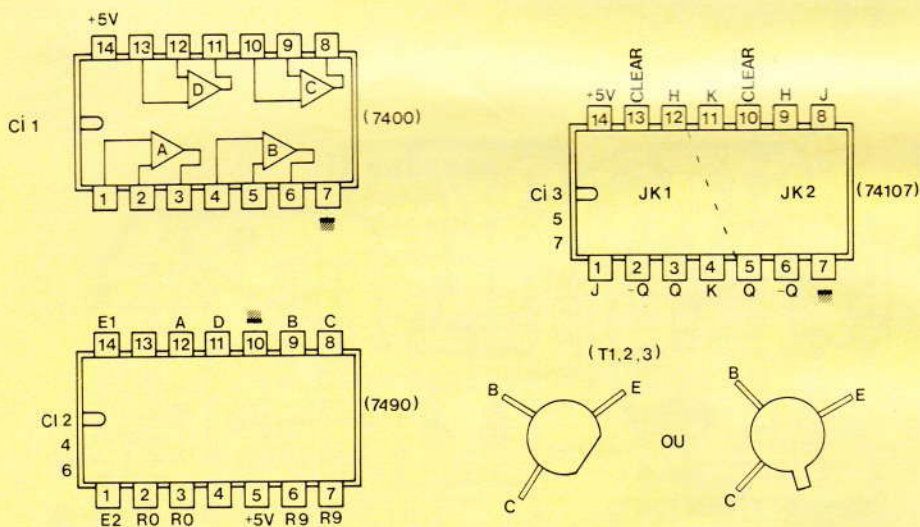 +5V
14 13 12 11 10 9 8
D C
Ci 1
(7400)
A B
1 2 3 4 5 6 7
+5V CLEAR H K CLEAR H J
14 13 12 11 10 9 8
Ci 3
5
7
JK1 JK2
(74107)
1 2 3 4 5 6 7
J -Q Q K Q -Q
E1 A D B C
14 13 12 11 10 9 8
CI 2
4
6
(7490)
1 2 3 4 5 6 7
E2 R0 R0 +5V R9 R9
(T1,2,3)
B E
C
OU
B E
C